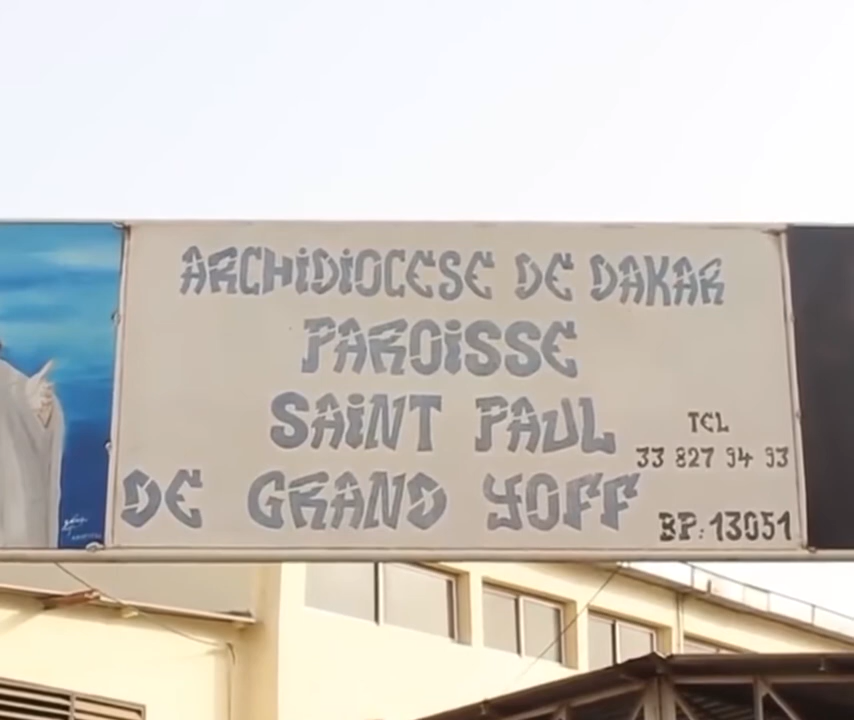 ARCHiDiOCESE DE DAKAR
PAROiSSE
SAiNT PAUL
DE GRAND YOFF
TEL
33 827 94 93
BP: 13051